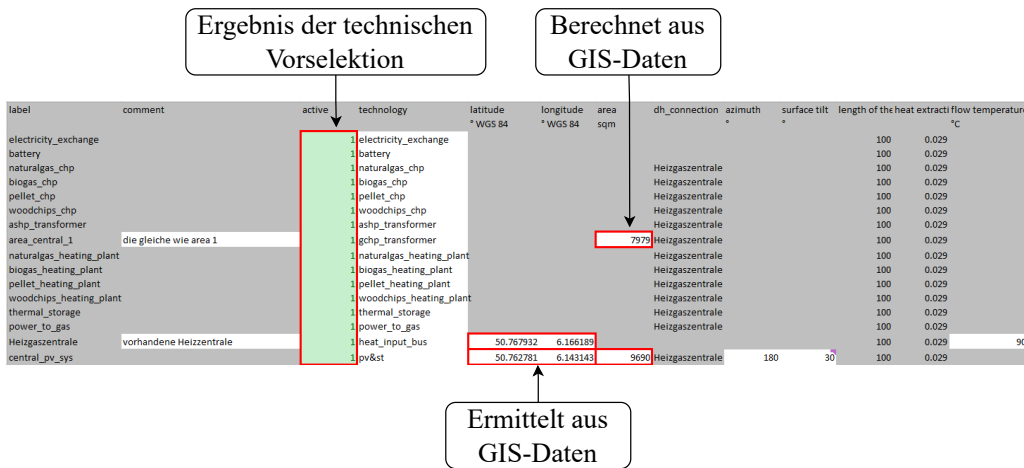 Ergebnis der technischen
Vorselektion
Berechnet aus
GIS-Daten
label comment active technology latitude longitude area dh_connection azimuth surface tilt length of the heat extracti flow temperature
° WGS 84 ° WGS 84 sqm ° ° °C
electricity_exchange 1 electricity_exchange 100 0.029
battery 1 battery 100 0.029
naturalgas_chp 1 naturalgas_chp Heizgaszentrale 100 0.029
biogas_chp 1 biogas_chp Heizgaszentrale 100 0.029
pellet_chp 1 pellet_chp Heizgaszentrale 100 0.029
woodchips_chp 1 woodchips_chp Heizgaszentrale 100 0.029
ashp_transformer 1 ashp_transformer Heizgaszentrale 100 0.029
area_central_1 die gleiche wie area 1 1 gchp_transformer 7979 Heizgaszentrale 100 0.029
naturalgas_heating_plant 1 naturalgas_heating_plant Heizgaszentrale 100 0.029
biogas_heating_plant 1 biogas_heating_plant Heizgaszentrale 100 0.029
pellet_heating_plant 1 pellet_heating_plant Heizgaszentrale 100 0.029
woodchips_heating_plant 1 woodchips_heating_plant Heizgaszentrale 100 0.029
thermal_storage 1 thermal_storage Heizgaszentrale 100 0.029
power_to_gas 1 power_to_gas Heizgaszentrale 100 0.029
Heizgaszentrale vorhandene Heizzentrale 1 heat_input_bus 50.767932 6.166189 100 0.029 90
central_pv_sys 1 pv&st 50.762781 6.143143 9690 Heizgaszentrale 180 30 100 0.029
Ermittelt aus
GIS-Daten